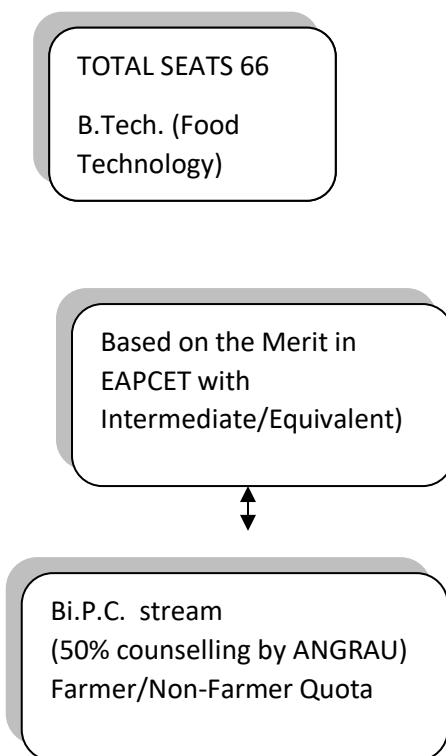 TOTAL SEATS 66
B.Tech. (Food
Technology)
Based on the Merit in
EAPCET with
Intermediate/Equivalent)
Bi.P.C. stream
(50% counselling by ANGRAU)
Farmer/Non-Farmer Quota